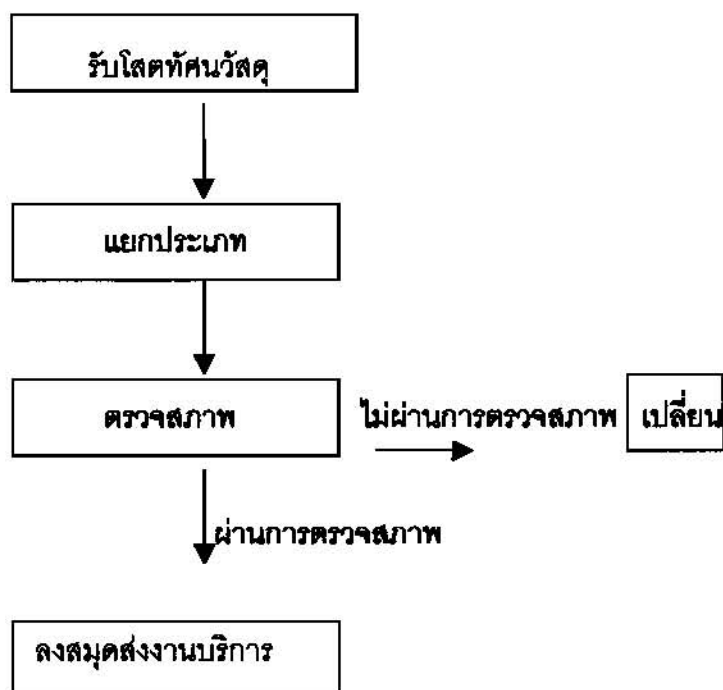 รับโสตทัศนวัสดุ
แยกประเภท
ตรวจสภาพ
ไม่ผ่านการตรวจสภาพ
เปลี่ยน
ผ่านการตรวจสภาพ
ลงสมุดส่งงานบริการ